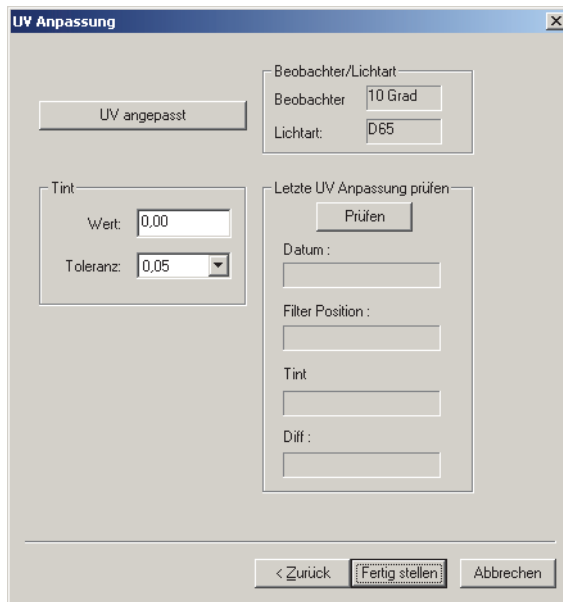 UV Anpassung
UV angepasst
Beobachter/Lichtart
Beobachter 10 Grad
Lichtart: D65
Tint
Wert: 0,00
Toleranz: 0,05
Letzte UV Anpassung prüfen
Prüfen
Datum :
Filter Position :
Tint
Diff :
< Zurück Fertig stellen Abbrechen